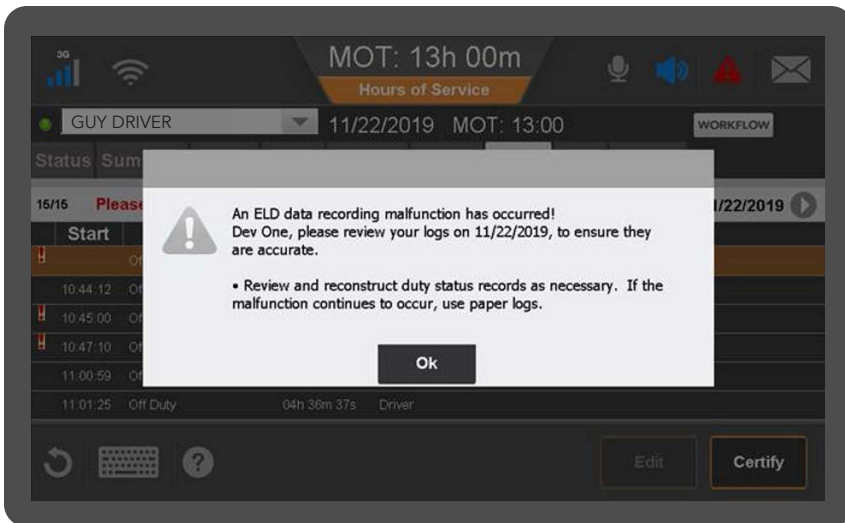 3G
MOT: 13h 00m
Hours of Service
GUY DRIVER
11/22/2019 MOT: 13:00
WORKFLOW
Status Sum
15/15 Please
1/22/2019
Start
An ELD data recording malfunction has occurred!
Dev One, please review your logs on 11/22/2019, to ensure they
are accurate.
• Review and reconstruct duty status records as necessary. If the
malfunction continues to occur, use paper logs.
Ok
Of
10:44:12 Of
10:45:00 Of
10:47:10 Of
11:00:59 Of
11:01:25 Off Duty 04h 36m 37s Driver
?
Edit
Certify